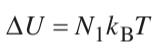 ΔU = N₁k_BT